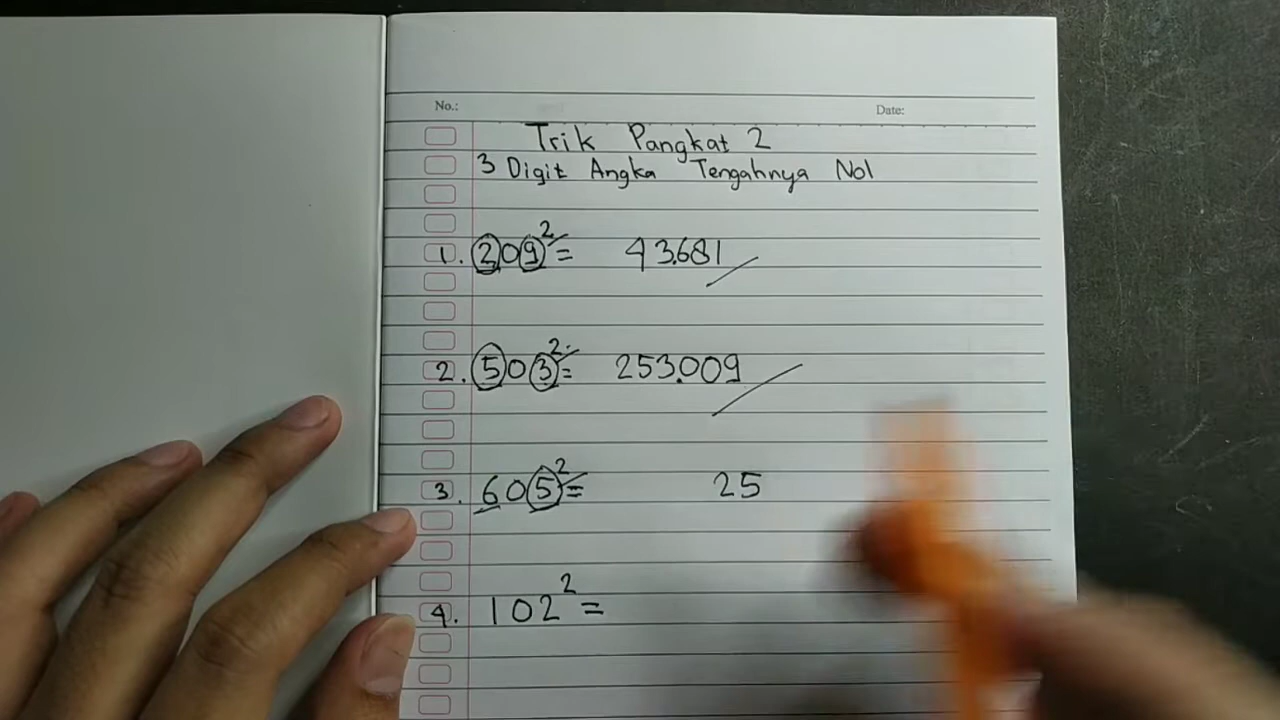 No.: Date:
Trik Pangkat 2
3 Digit Angka Tengahnya Nol
1. 209² = 43.681
2. 503² = 253.009
3. 605² = 25
4. 102² =